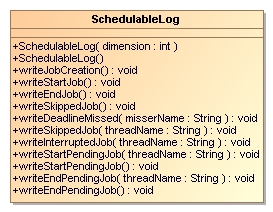 SchedulableLog
+SchedulableLog( dimension : int )
+SchedulableLog()
+writeJobCreation() : void
+writeStartJob() : void
+writeEndJob() : void
+writeSkippedJob() : void
+writeDeadlineMissed( misserName : String ) : void
+writeSkippedJob( threadName : String ) : void
+writeInterruptedJob( threadName : String ) : void
+writeStartPendingJob( threadName : String ) : void
+writeStartPendingJob() : void
+writeEndPendingJob( threadName : String ) : void
+writeEndPendingJob() : void